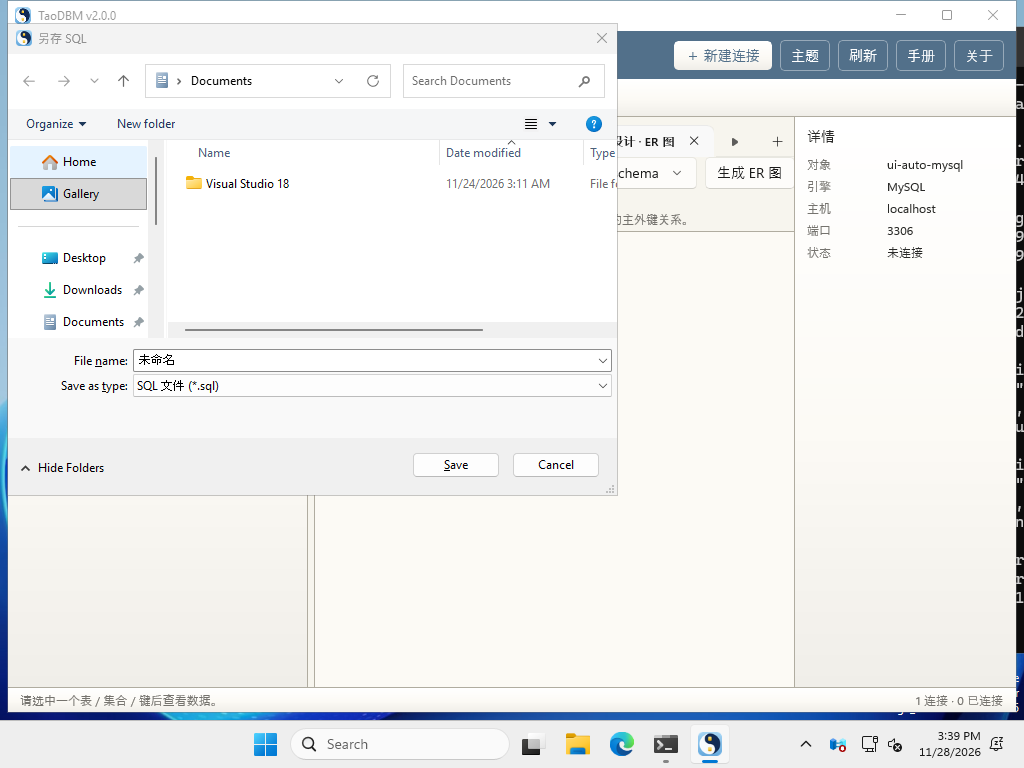 TaoDBM v2.0.0
另存 SQL
Documents
Search Documents
Organize
New folder
Home
Gallery
Desktop
Downloads
Documents
Name
Date modified
Type
Visual Studio 18
11/24/2026 3:11 AM
File
File name:
未命名
Save as type:
SQL 文件 (*.sql)
Hide Folders
Save
Cancel
+ 新建连接
主题
刷新
手册
关于
设计 · ER 图
+
chema
生成 ER 图
的主外键关系。
详情
对象
ui-auto-mysql
引擎
MySQL
主机
localhost
端口
3306
状态
未连接
请选中一个表 / 集合 / 键后查看数据。
1 连接 · 0 已连接
Search
3:39 PM
11/28/2026